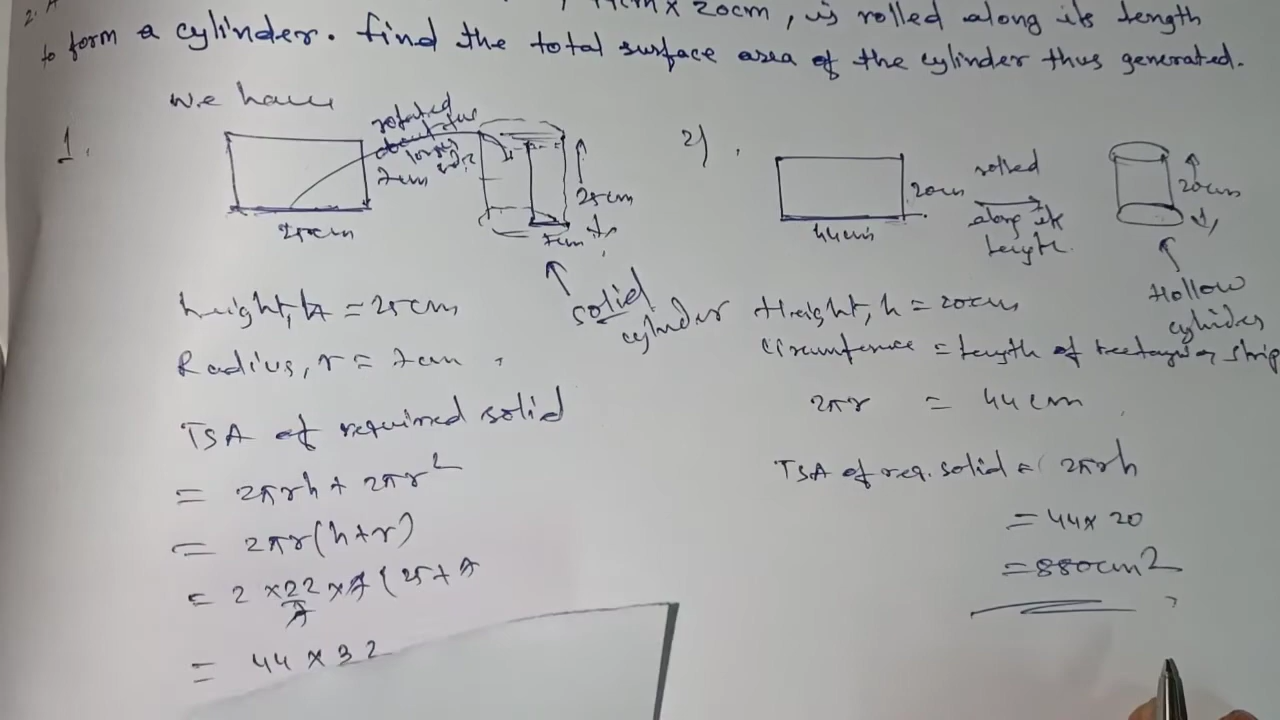 2. A
44cm x 20cm, is rolled along its length
to form a cylinder. find the total surface area of the cylinder thus generated.
We have
1.
rotated
about the
longer
side
7cm
25cm
25cm
7cm
solid
cylinder
height, h = 25cm
Radius, r = 7cm
TSA of required solid
= 2πrh + 2πr²
= 2πr(h+r)
= 2 × 22/7 × 7 (25+7
= 44 × 32
2)
20cm
44cm
rolled
along its
length.
20cm
Hollow
cylinder
Height, h = 20cm
Circumference = length of rectangular strip
2πr = 44cm
TSA of req. solid = 2πrh
= 44×20
= 880cm2